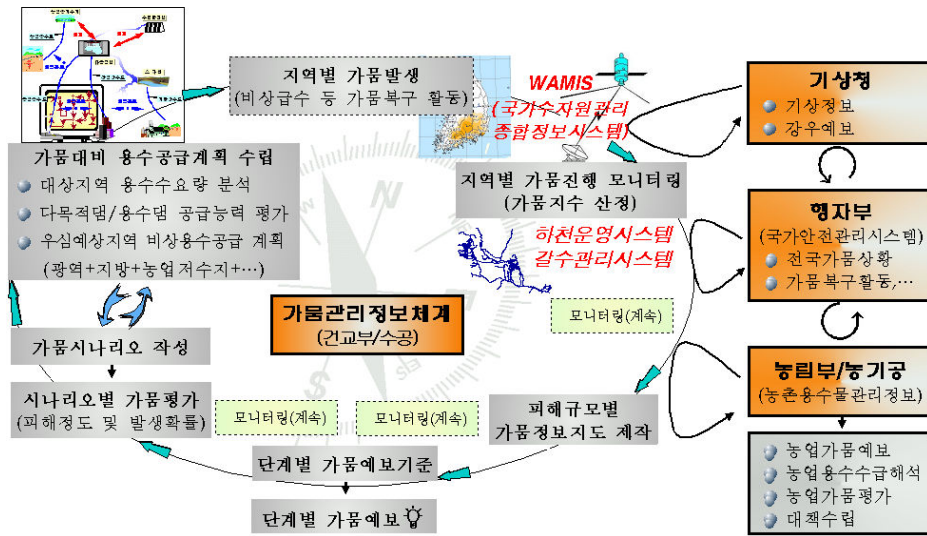 지역별 가뭄발생
(비상급수 등 가뭄복구 활동)
WAMIS
(국가수자원관리
종합정보시스템)
기상청
기상정보
강우예보
가뭄대비 용수공급계획 수립
대상지역 용수수요량 분석
다목적댐/용수댐 공급능력 평가
우심예상지역 비상용수공급 계획
(광역+지방+농업저수지+…)
지역별 가뭄진행 모니터링
(가뭄지수 산정)
행자부
(국가안전관리시스템)
전국가뭄상황
가뭄복구활동,…
하천운영시스템
갈수관리시스템
가뭄관리정보체계
(건교부/수공)
모니터링(계속)
가뭄시나리오 작성
시나리오별 가뭄평가
(피해정도 및 발생확률)
모니터링(계속)
모니터링(계속)
피해규모별
가뭄정보지도 제작
농림부/농기공
(농촌용수물관리정보)
단계별 가뭄예보기준
단계별 가뭄예보
농업가뭄예보
농업용수수급해석
농업가뭄평가
대책수립
N
E
S